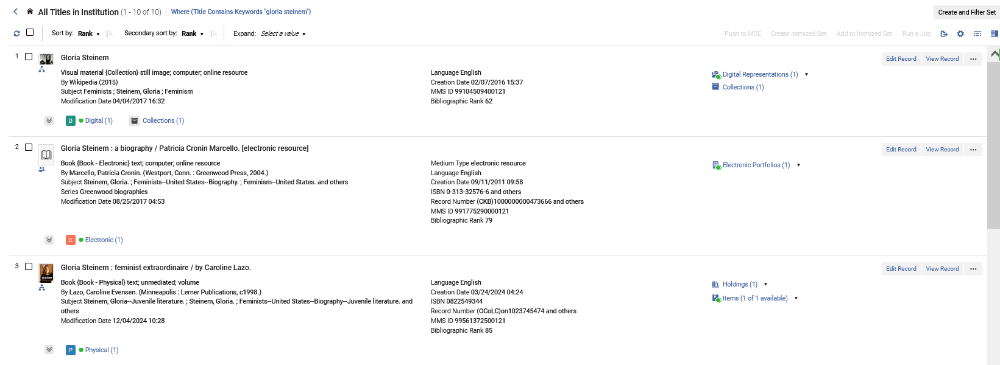 All Titles in Institution (1 - 10 of 10) Where (Title Contains Keywords "gloria steinem")
Create and Filter Set
Sort by: Rank Secondary sort by: Rank Expand: Select a value
Push to MDE Create Itemized Set Add to Itemized Set Run a Job
1 Gloria Steinem
Edit Record View Record
Visual material {Collection} still image; computer; online resource
By Wikipedia (2015)
Subject Feminists ; Steinem, Gloria ; Feminism
Modification Date 04/04/2017 16:32
Language English
Creation Date 02/07/2016 15:37
MMS ID 99104509400121
Bibliographic Rank 62
Digital Representations (1)
Collections (1)
D Digital (1) Collections (1)
2 Gloria Steinem : a biography / Patricia Cronin Marcello. [electronic resource]
Edit Record View Record
Book {Book - Electronic} text; computer; online resource
By Marcello, Patricia Cronin. (Westport, Conn. : Greenwood Press, 2004.)
Subject Steinem, Gloria. ; Feminists--United States--Biography. ; Feminism--United States. and others
Series Greenwood biographies
Modification Date 08/25/2017 04:53
Medium Type electronic resource
Language English
Creation Date 09/11/2011 09:58
ISBN 0-313-32576-6 and others
Record Number (CKB)1000000000473666 and others
MMS ID 991775290000121
Bibliographic Rank 79
Electronic Portfolios (1)
E Electronic (1)
3 Gloria Steinem : feminist extraordinaire / by Caroline Lazo.
Edit Record View Record
Book {Book - Physical} text; unmediated; volume
By Lazo, Caroline Evensen. (Minneapolis : Lerner Publications, c1998.)
Subject Steinem, Gloria--Juvenile literature. ; Steinem, Gloria. ; Feminists--United States--Biography--Juvenile literature. and
others
Modification Date 12/04/2024 10:28
Language English
Creation Date 03/24/2024 04:24
ISBN 0822549344
Record Number (OCoLC)on1023745474 and others
MMS ID 99561372500121
Bibliographic Rank 85
Holdings (1)
Items (1 of 1 available)
P Physical (1)